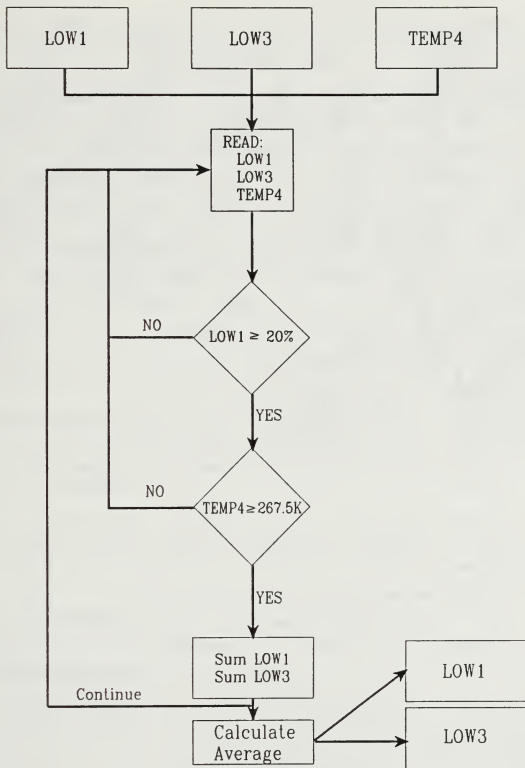 LOW1
LOW3
TEMP4
READ:
LOW1
LOW3
TEMP4
NO
LOW1 ≥ 20%
YES
NO
TEMP4≥267.5K
YES
Sum LOW1
Sum LOW3
LOW1
Continue
Calculate
Average
LOW3